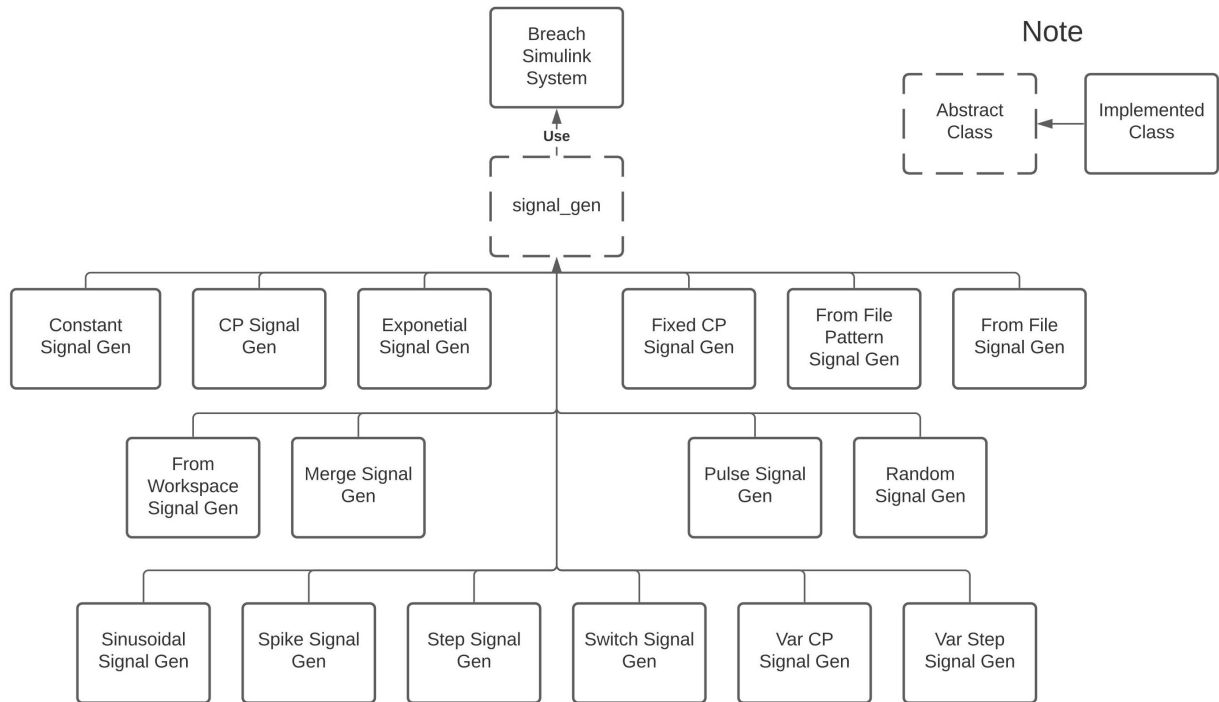 Breach
Simulink
System
Note
Abstract
Class
Implemented
Class
Use
signal_gen
Constant
Signal Gen
CP Signal
Gen
Exponetial
Signal Gen
Fixed CP
Signal Gen
From File
Pattern
Signal Gen
From File
Signal Gen
From
Workspace
Signal Gen
Merge Signal
Gen
Pulse Signal
Gen
Random
Signal Gen
Sinusoidal
Signal Gen
Spike Signal
Gen
Step Signal
Gen
Switch Signal
Gen
Var CP
Signal Gen
Var Step
Signal Gen